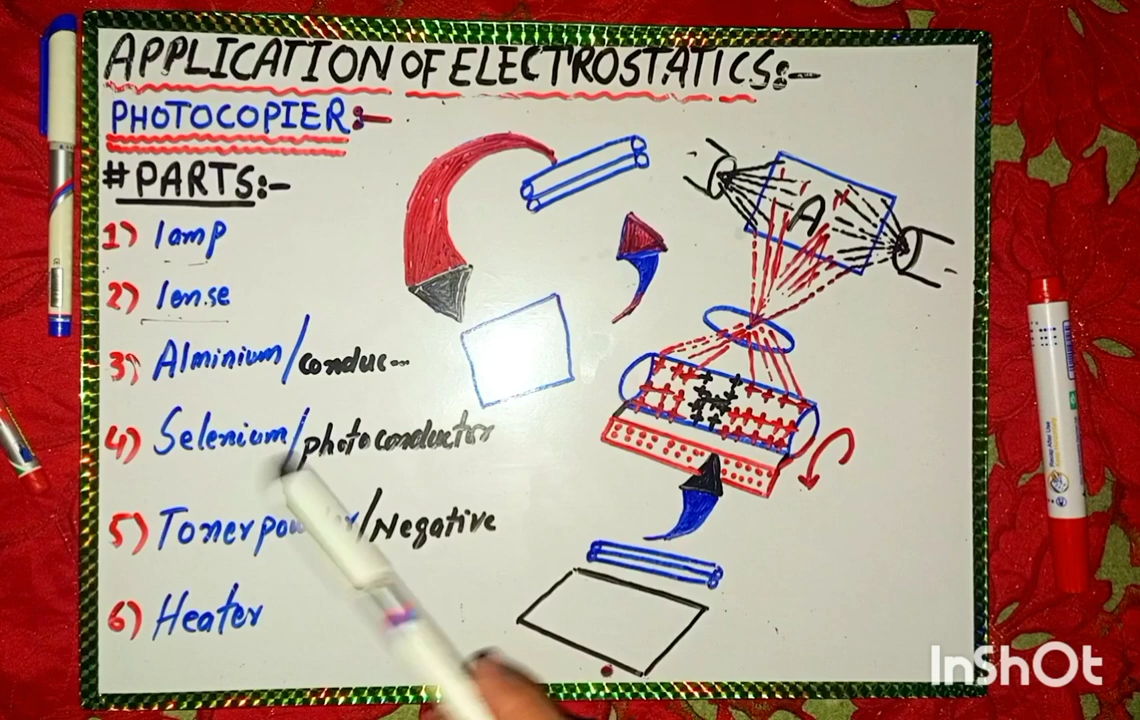 APPLICATION OF ELECTROSTATICS:-
PHOTOCOPIER:-
#PARTS:-
1) lamp
2) lense
3) Alminium/conduc--
4) Selenium/photoconductor
5) Toner /Negative
6) Heater
A
InShOt